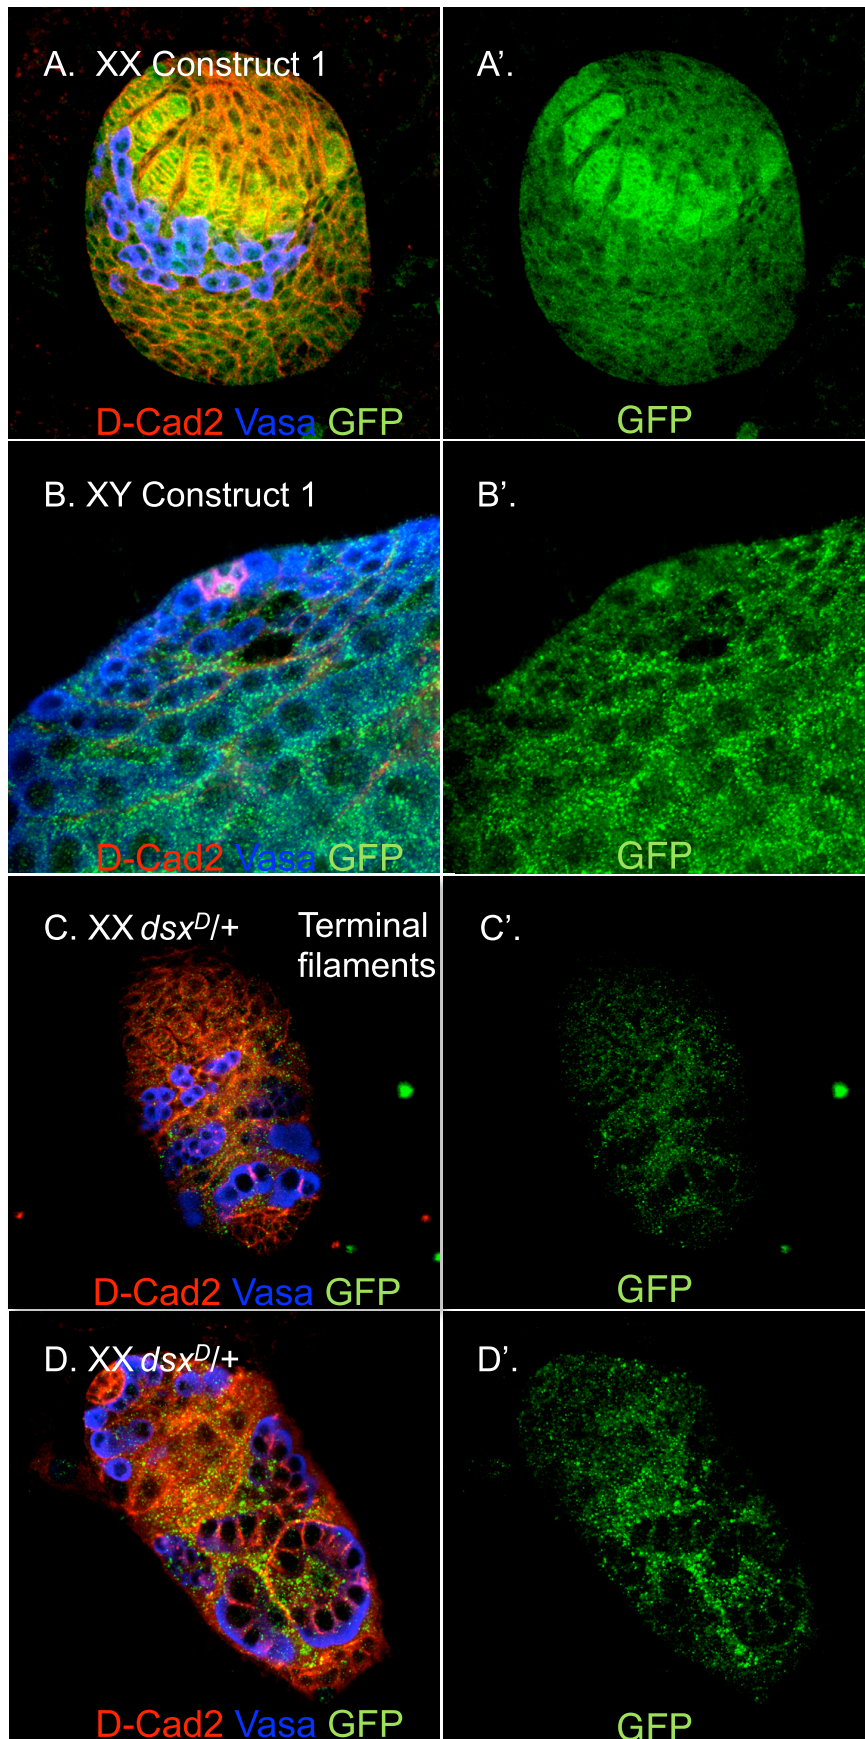 A. XX Construct 1
A’.
D-Cad2 Vasa GFP
GFP
B. XY Construct 1
B’.
D-Cad2 Vasa GFP
GFP
C. XX dsxD/+
Terminal
filaments
C’.
D-Cad2 Vasa GFP
GFP
D. XX dsxD/+
D’.
D-Cad2 Vasa GFP
GFP